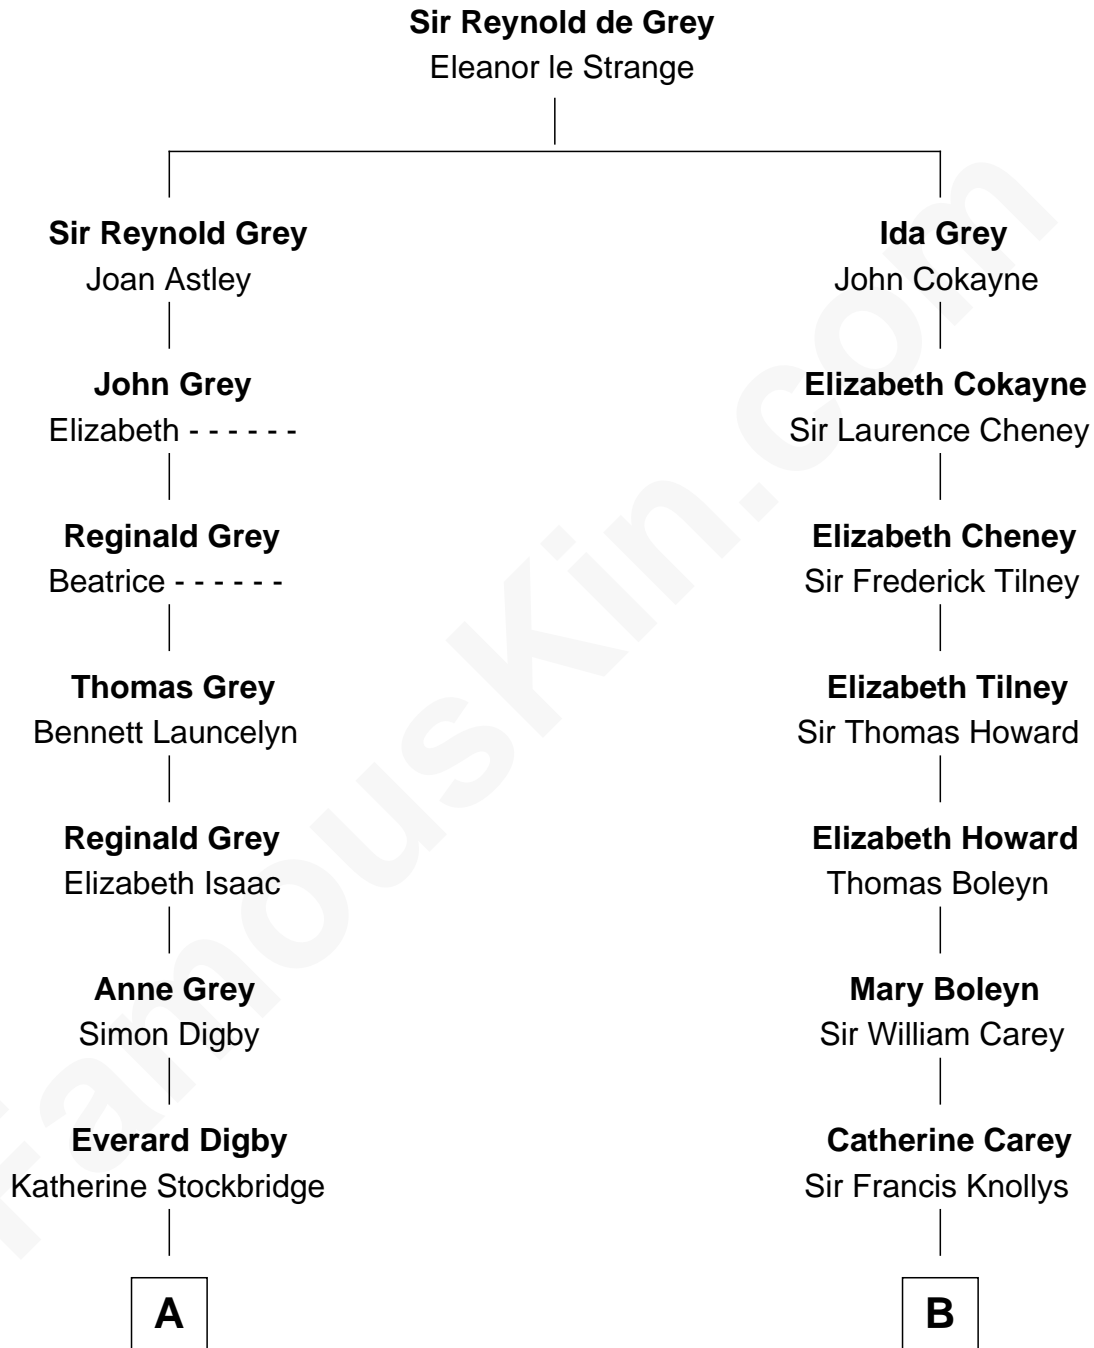 Sir Reynold de Grey
Eleanor le Strange
Sir Reynold Grey
Joan Astley
Ida Grey
John Cokayne
John Grey
Elizabeth - - - - - -
Elizabeth Cokayne
Sir Laurence Cheney
Reginald Grey
Beatrice - - - - - -
Elizabeth Cheney
Sir Frederick Tilney
Thomas Grey
Bennett Launcelyn
Elizabeth Tilney
Sir Thomas Howard
Reginald Grey
Elizabeth Isaac
Elizabeth Howard
Thomas Boleyn
Anne Grey
Simon Digby
Mary Boleyn
Sir William Carey
Everard Digby
Katherine Stockbridge
Catherine Carey
Sir Francis Knollys
A
B
FamousKin.com